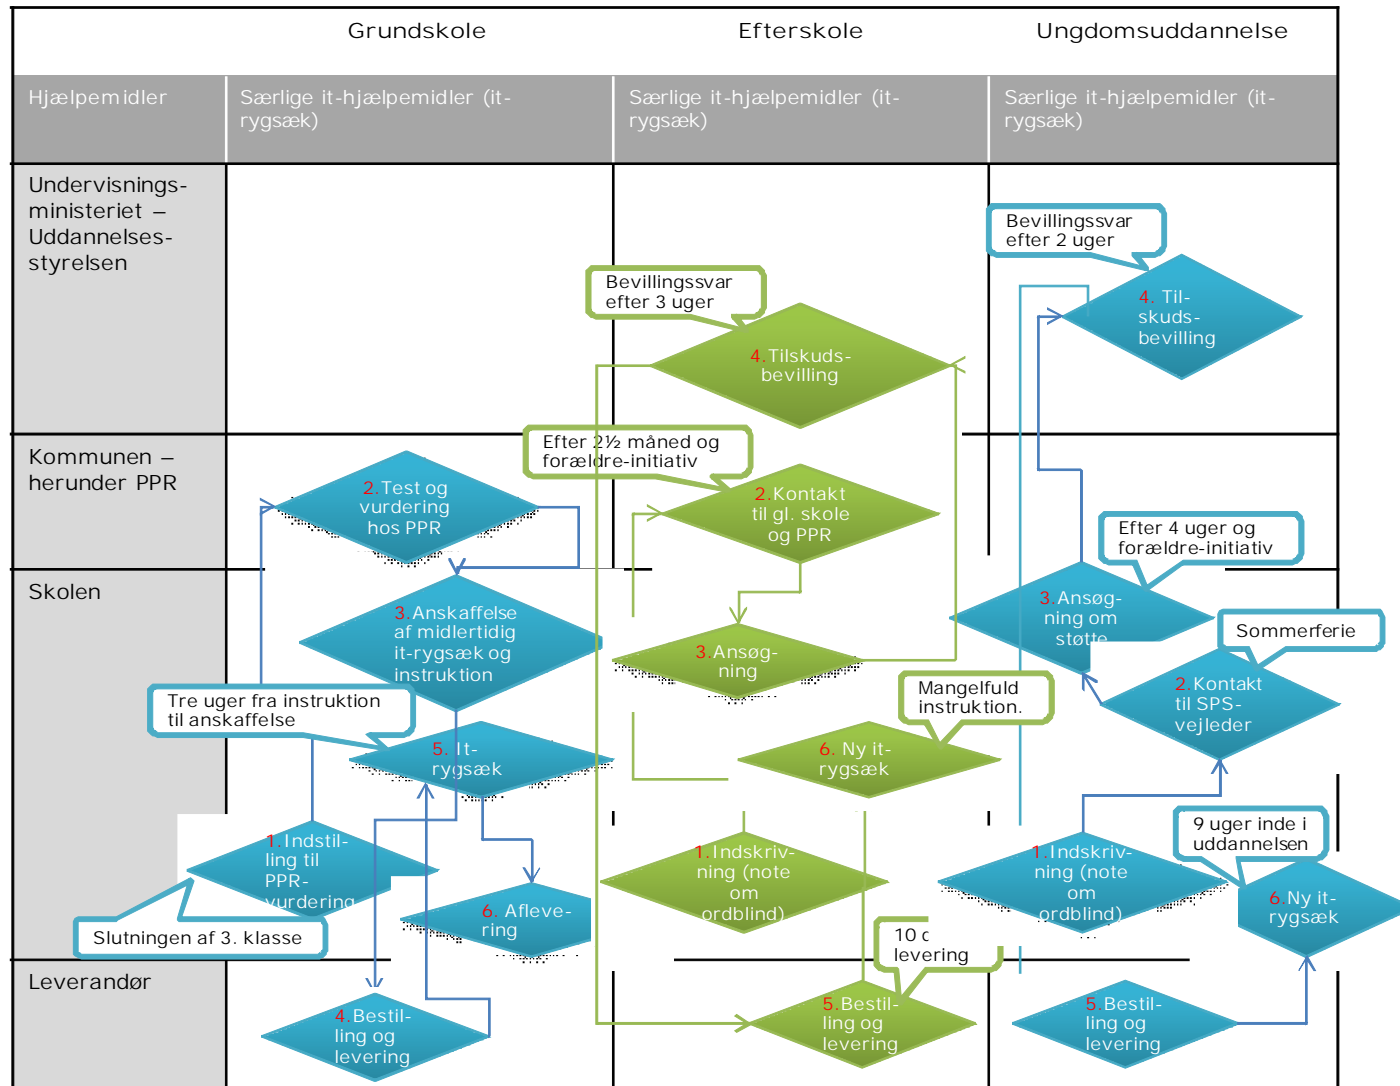 Grundskole
Efterskole
Ungdomsuddannelse
Hjælpemidler
Særlige it-hjælpemidler (it-
rygsæk)
Særlige it-hjælpemidler (it-
rygsæk)
Særlige it-hjælpemidler (it-
rygsæk)
Undervisnings-
ministeriet –
Uddannelses-
styrelsen
Bevillingssvar
efter 3 uger
4.Tilskuds-
bevilling
Bevillingssvar
efter 2 uger
4. Til-
skuds-
bevilling
Kommunen –
herunder PPR
2.Test og
vurdering
hos PPR
Efter 2½ måned og
forældre-initiativ
2.Kontakt
til gl. skole
og PPR
Efter 4 uger og
forældre-initiativ
Skolen
3.Anskaffelse
af midlertidig
it-rygsæk og
instruktion
Tre uger fra instruktion
til anskaffelse
5. It-
rygsæk
1.Indstil-
ling til
PPR-
vurdering
Slutningen af 3. klasse
6. Afleve-
ring
3.Ansøg-
ning
Mangelfuld
instruktion.
6. Ny it-
rygsæk
1.Indskriv-
ning (note
om
ordblind)
10 d
levering
3.Ansøg-
ning om
støtte
Sommerferie
2.Kontakt
til SPS-
vejleder
9 uger inde i
uddannelsen
1.Indskriv-
ning (note
om
ordblind)
6.Ny it-
rygsæk
Leverandør
4.Bestil-
ling og
levering
5.Bestil-
ling og
levering
5.Bestil-
ling og
levering